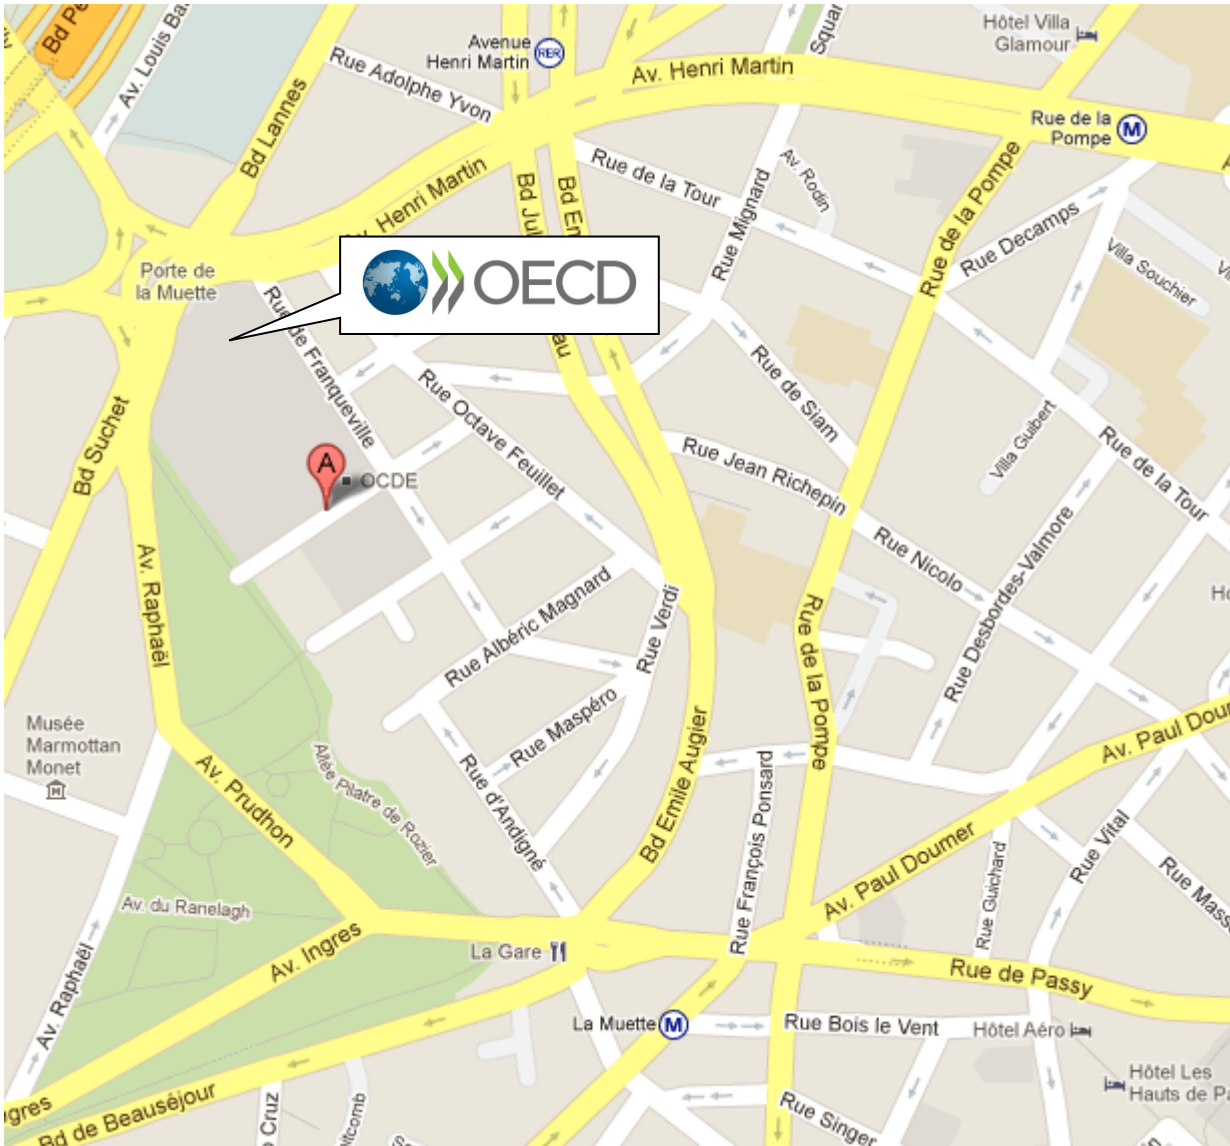 Bd Pe
Av. Louis Ba
Avenue
Henri Martin
RER
Squar
Hôtel Villa
Glamour
Rue Adolphe Yvon
Bd Lannes
Av. Henri Martin
Rue de la
Pompe
M
Rue de la Tour
Av. Rodin
Av. Henri Martin
Bd Jul
Bd Em
Rue Mignard
Rue de la Pompe
Rue Decamps
Villa Souchier
Porte de
la Muette
OECD
au
Rue de Franqueville
Rue de Siam
Rue Octave Feuillet
Bd Suchet
Villa Guibert
Rue de la Tour
Rue Jean Richepin
A
OCDE
Av. Raphaël
Rue Nicolo
Rue Desbordes-Valmore
Ho
Rue Albéric Magnard
Rue Verdi
Rue de la Pompe
Rue Maspéro
Musée
Marmottan
Monet
M
Allée Pilatre de Rozier
Av. Prudhon
Rue d'Andigné
Bd Emile Augier
Rue François Ponsard
Av. Paul Doumer
Av. Paul Dour
Rue Guichard
Rue Vital
Rue Masse
Av. du Ranelagh
Av. Ingres
La Gare
Av. Raphaël
Rue de Passy
La Muette
M
Rue Bois le Vent
Hôtel Aéro
Hôtel Les
Hauts de Pa
ngres
Bd de Beauséjour
o Cruz
itcomb
Rue Singer